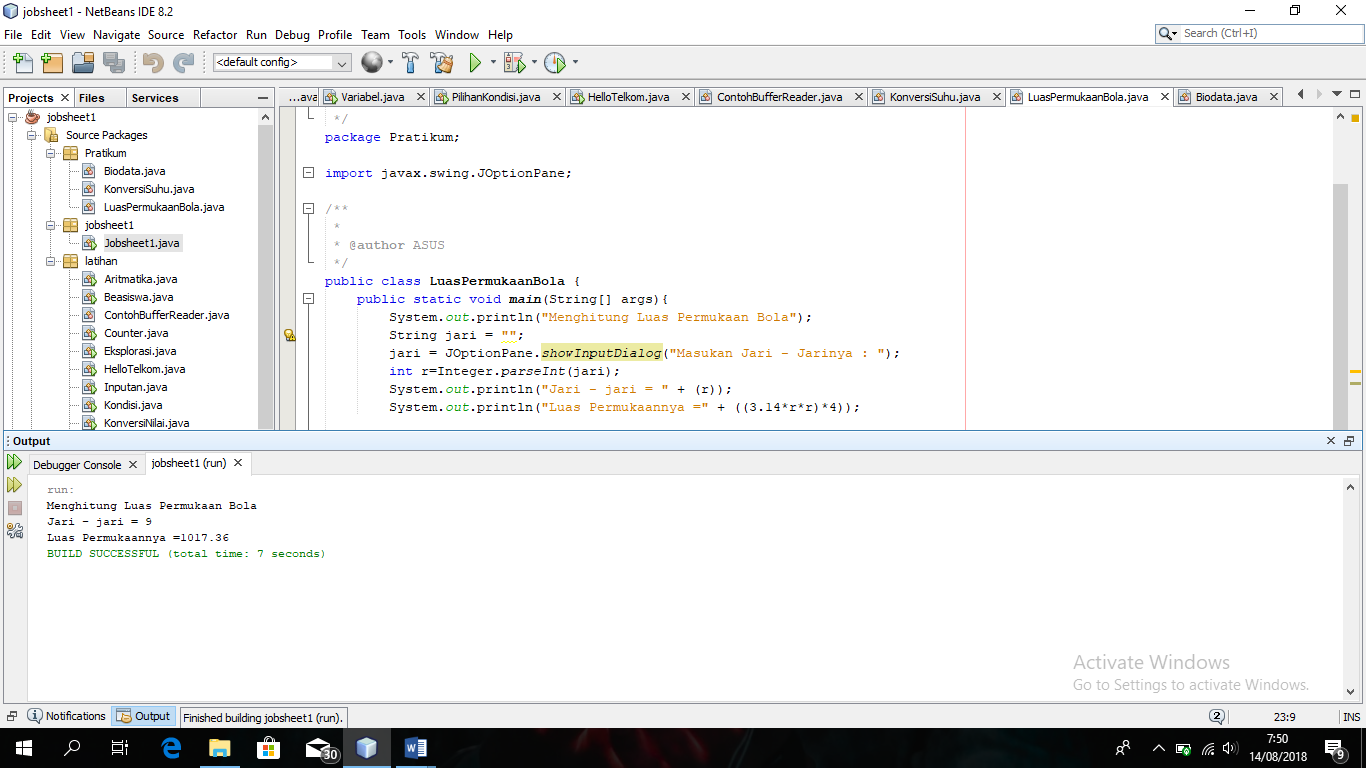 jobsheet1 - NetBeans IDE 8.2
File Edit View Navigate Source Refactor Run Debug Profile Team Tools Window Help
Search (Ctrl+I)
<default config>
Projects Files Services
...ava Variabel.java PilihanKondisi.java HelloTelkom.java ContohBufferReader.java KonversiSuhu.java LuasPermukaanBola.java Biodata.java
jobsheet1
Source Packages
Pratikum
Biodata.java
KonversiSuhu.java
LuasPermukaanBola.java
jobsheet1
Jobsheet1.java
latihan
Aritmatika.java
Beasiswa.java
ContohBufferReader.java
Counter.java
Eksplorasi.java
HelloTelkom.java
Inputan.java
Kondisi.java
KonversiNilai.java
*/
package Pratikum;
import javax.swing.JOptionPane;
/**
*
* @author ASUS
*/
public class LuasPermukaanBola {
public static void main(String[] args){
System.out.println("Menghitung Luas Permukaan Bola");
String jari = "";
jari = JOptionPane.showInputDialog("Masukan Jari - Jarinya : ");
int r=Integer.parseInt(jari);
System.out.println("Jari - jari = " + (r));
System.out.println("Luas Permukaannya =" + ((3.14*r*r)*4));
Output
Debugger Console jobsheet1 (run)
run:
Menghitung Luas Permukaan Bola
Jari - jari = 9
Luas Permukaannya =1017.36
BUILD SUCCESSFUL (total time: 7 seconds)
Activate Windows
Go to Settings to activate Windows.
Notifications Output Finished building jobsheet1 (run). 2 23:9 INS
30
7:50
14/08/2018
9